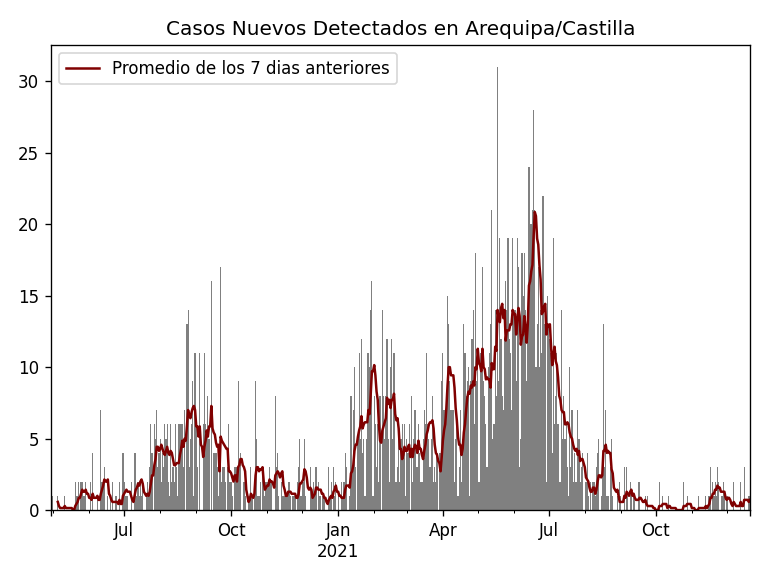 Casos Nuevos Detectados en Arequipa/Castilla
Promedio de los 7 dias anteriores
30
25
20
15
10
5
0
Jul Oct Jan Apr Jul Oct
2021